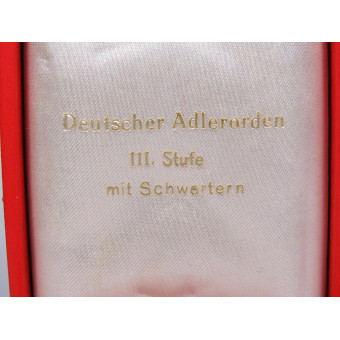 Deutscher Adlerorden
III. Stufe
mit Schwertern